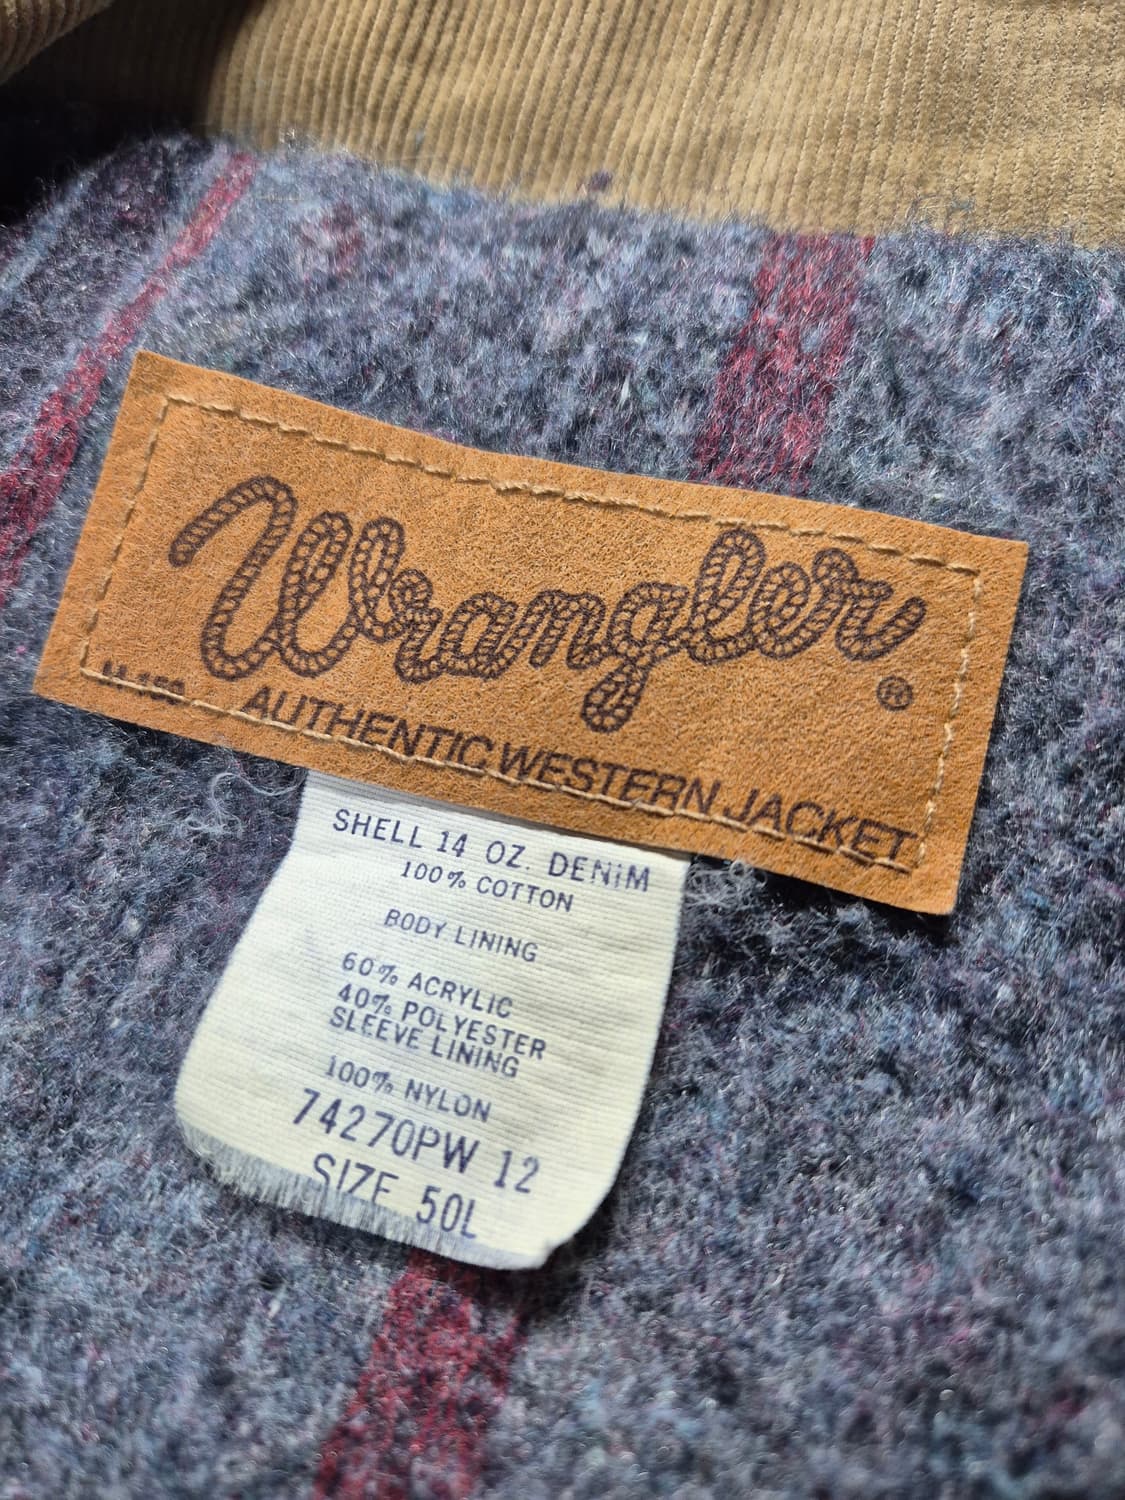 Wrangler
®
AUTHENTIC WESTERN JACKET
SHELL 14 OZ. DENIM
100% COTTON
BODY LINING
60% ACRYLIC
40% POLYESTER
SLEEVE LINING
100% NYLON
74270PW 12
SIZE 50L